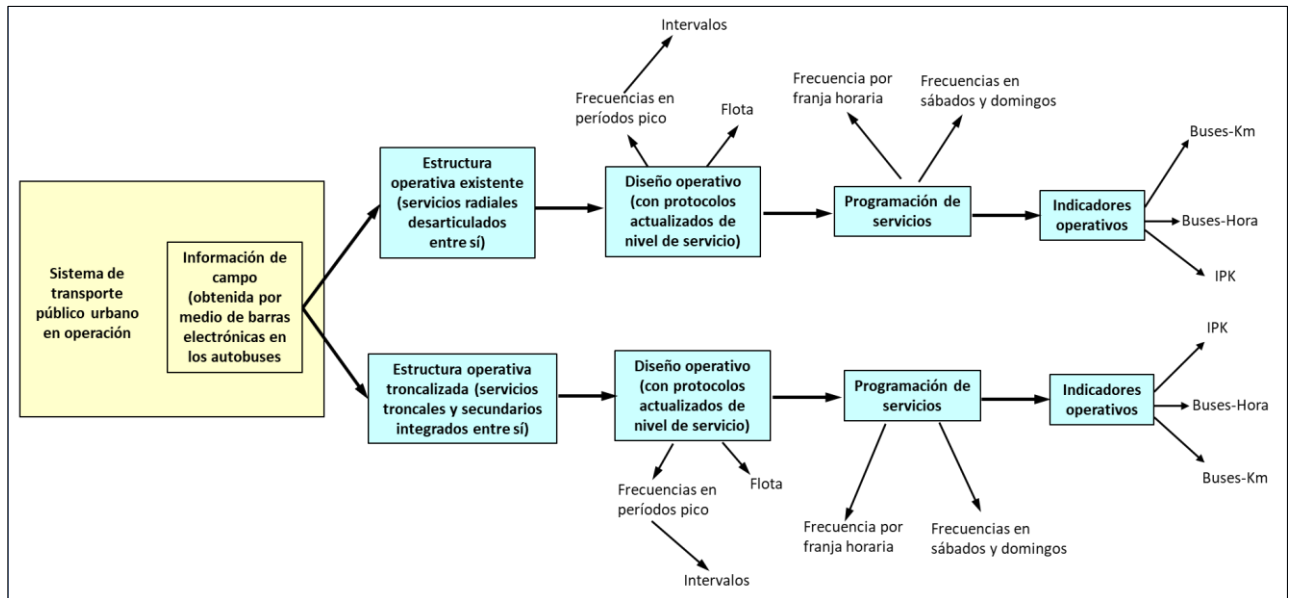 Intervalos
Frecuencias en
períodos pico
Flota
Frecuencia por
franja horaria
Frecuencias en
sábados y domingos
Estructura
operativa existente
(servicios radiales
desarticulados
entre sí)
Diseño operativo
(con protocolos
actualizados de
nivel de servicio)
Programación de
servicios
Indicadores
operativos
Buses-Km
Buses-Hora
IPK
Sistema de
transporte
público urbano
en operación
Información de
campo
(obtenida por
medio de barras
electrónicas en
los autobuses
Estructura operativa
troncalizada (servicios
troncales y secundarios
integrados entre sí)
Diseño operativo
(con protocolos
actualizados de
nivel de servicio)
Programación de
servicios
Indicadores
operativos
IPK
Buses-Hora
Buses-Km
Frecuencias en
períodos pico
Flota
Intervalos
Frecuencia por
franja horaria
Frecuencias en
sábados y domingos